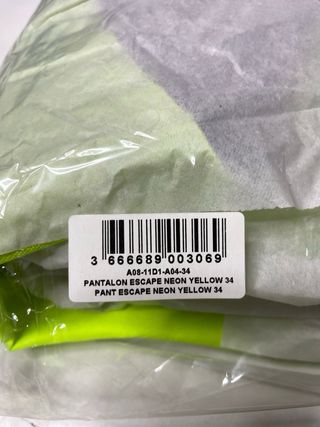 3 666689 003069
A08-11D1-A04-34
PANTALON ESCAPE NEON YELLOW 34
PANT ESCAPE NEON YELLOW 34